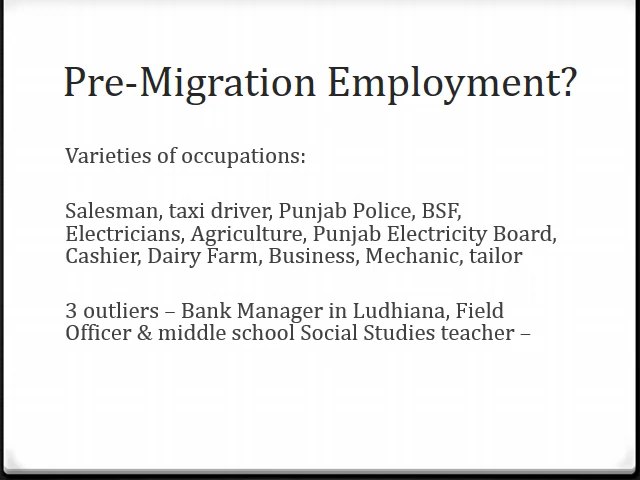 Pre-Migration Employment?
Varieties of occupations:
Salesman, taxi driver, Punjab Police, BSF,
Electricians, Agriculture, Punjab Electricity Board,
Cashier, Dairy Farm, Business, Mechanic, tailor
3 outliers – Bank Manager in Ludhiana, Field
Officer & middle school Social Studies teacher –